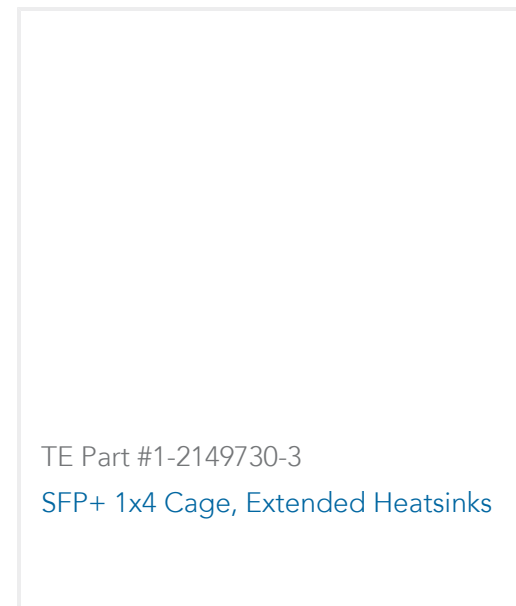 TE Part #1-2149730-3
SFP+ 1x4 Cage, Extended Heatsinks